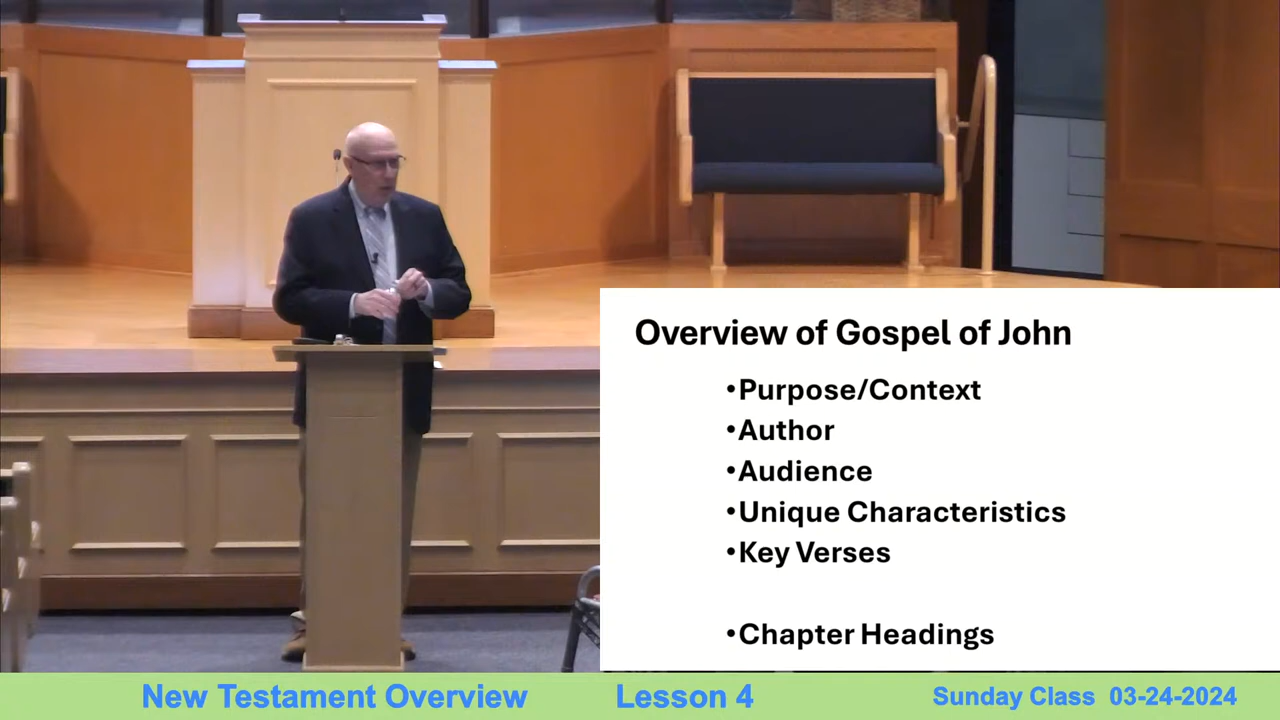 Overview of Gospel of John
•Purpose/Context
•Author
•Audience
•Unique Characteristics
•Key Verses
•Chapter Headings
New Testament Overview Lesson 4 Sunday Class 03-24-2024